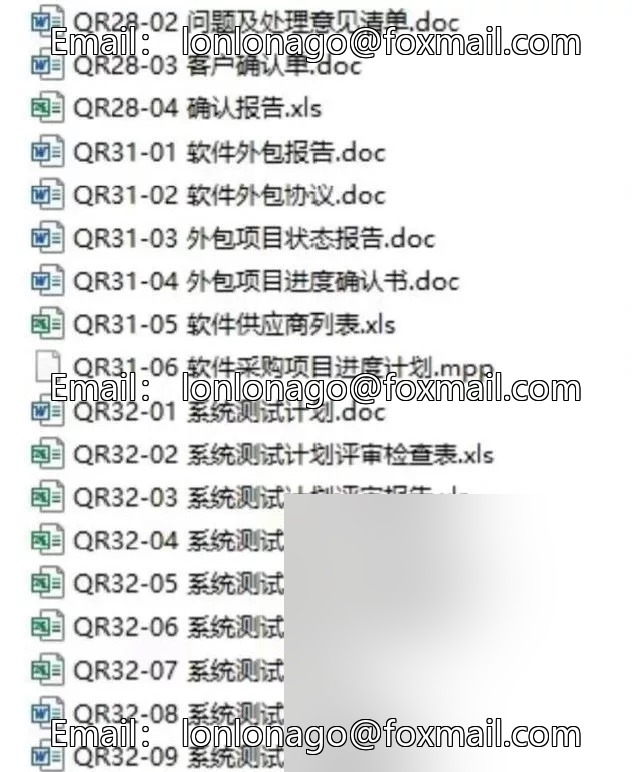 QR28-02 问题及处理意见清单.doc
Email： lonlonago@foxmail.com
QR28-03 客户确认单.doc
QR28-04 确认报告.xls
QR31-01 软件外包报告.doc
QR31-02 软件外包协议.doc
QR31-03 外包项目状态报告.doc
QR31-04 外包项目进度确认书.doc
QR31-05 软件供应商列表.xls
QR31-06 软件采购项目进度计划.mpp
Email： lonlonago@foxmail.com
QR32-01 系统测试计划.doc
QR32-02 系统测试计划评审检查表.xls
QR32-03 系统测试计划评审报告.xls
QR32-04 系统测试
QR32-05 系统测试
QR32-06 系统测试
QR32-07 系统测试
QR32-08 系统测试
Email： lonlonago@foxmail.com
QR32-09 系统测试